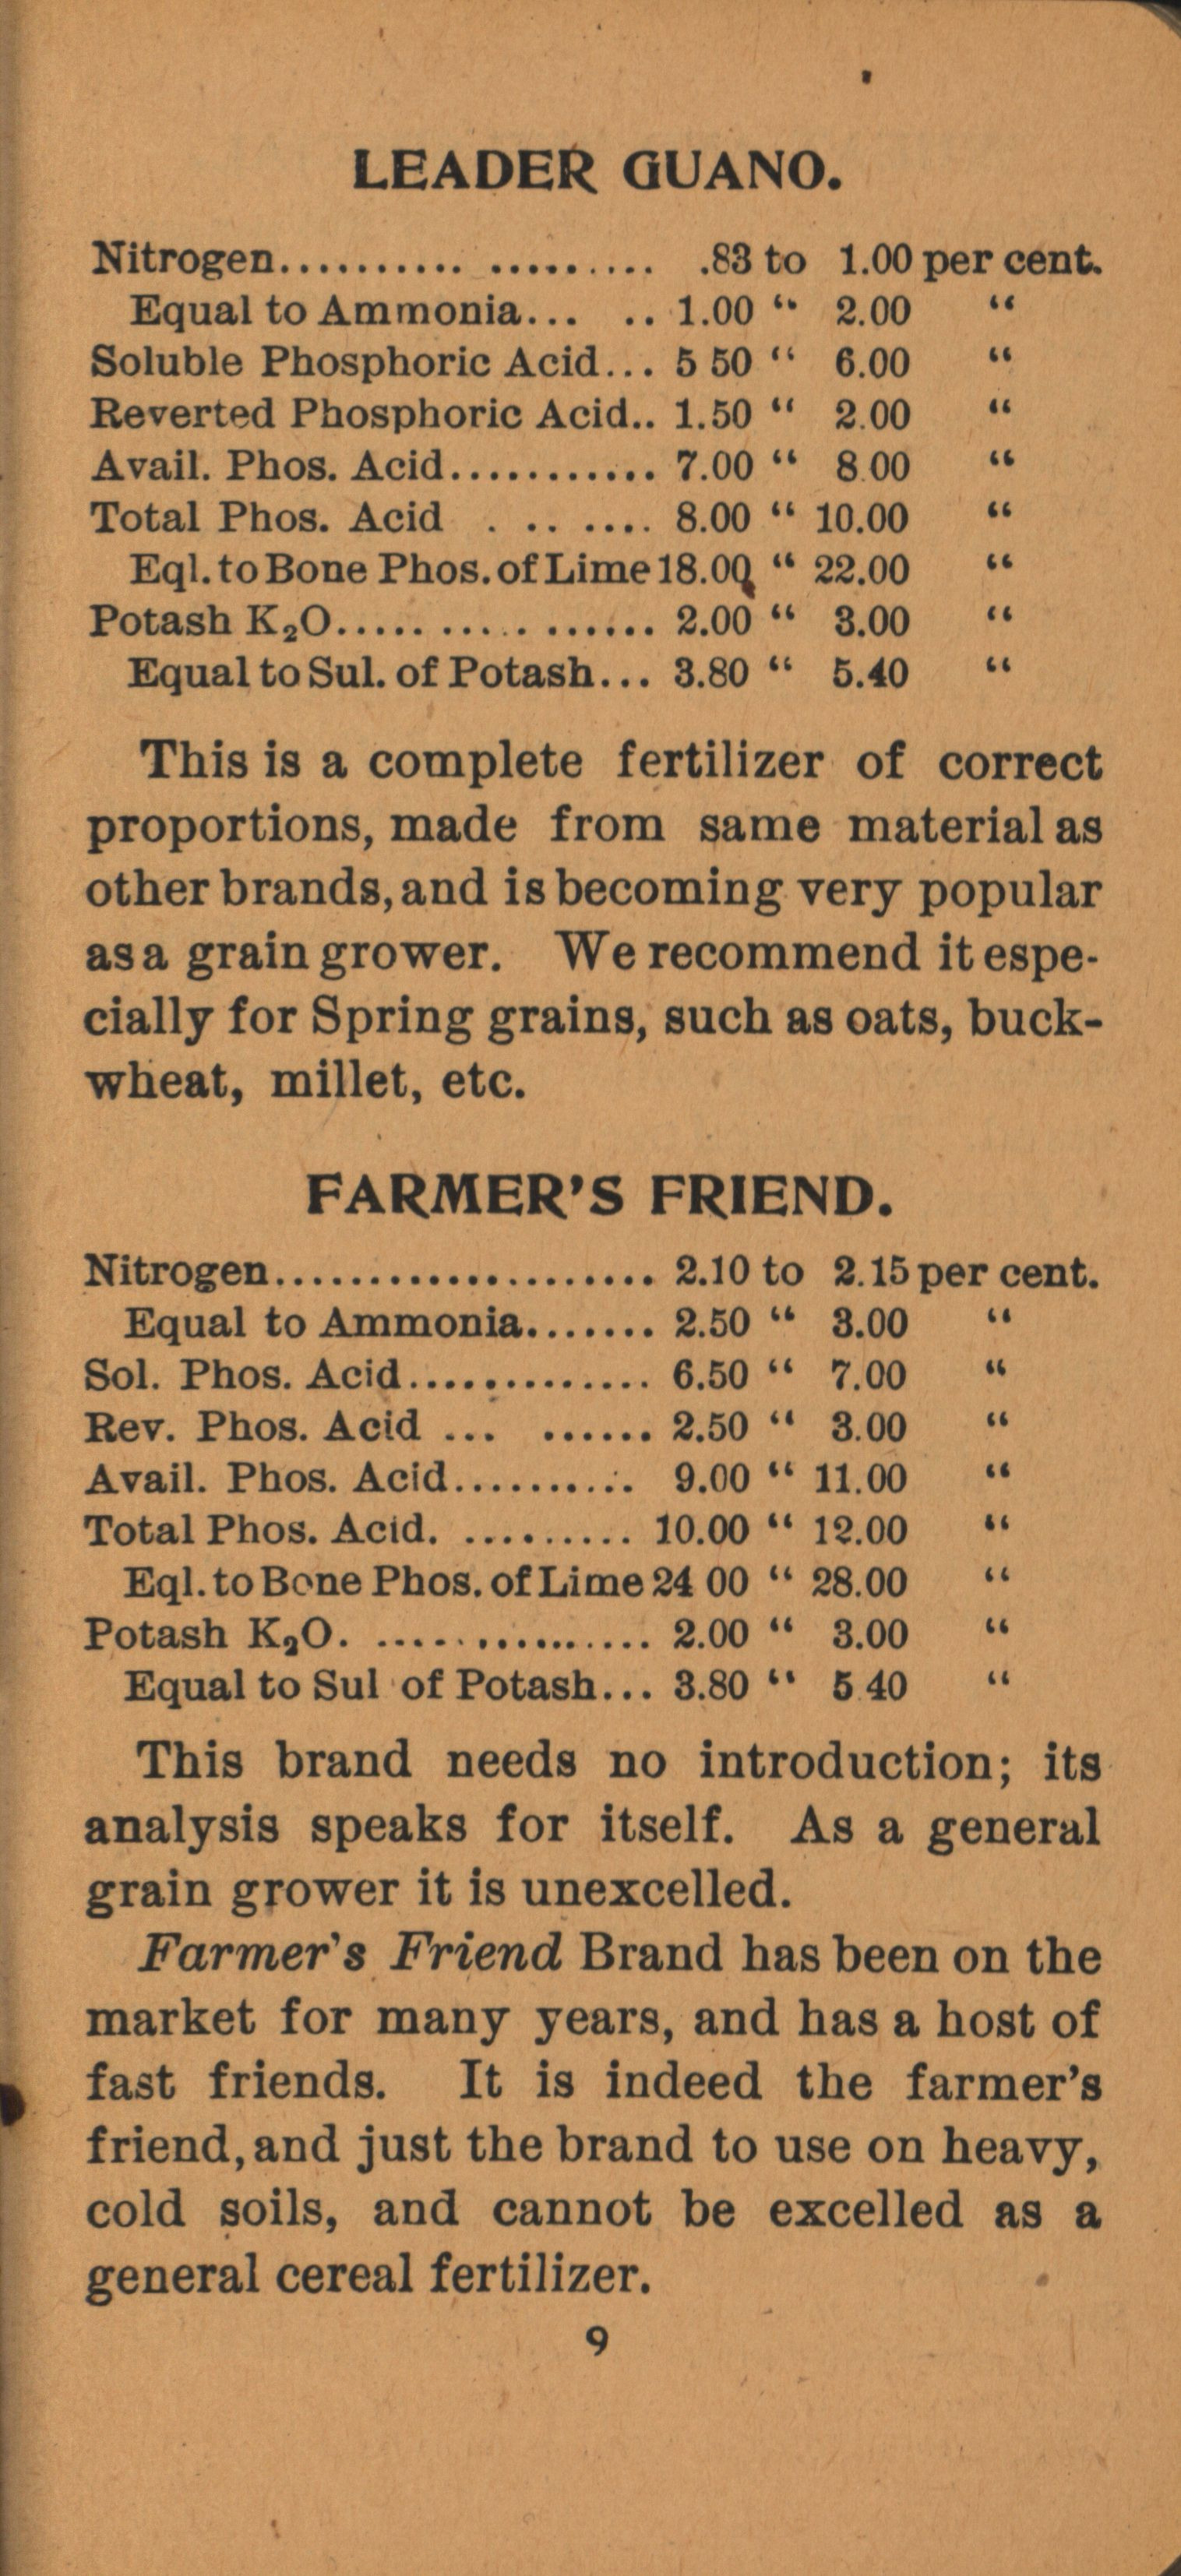 LEADER GUANO.
Nitrogen........... ......... .83 to 1.00 per cent.
Equal to Ammonia... .. 1.00 " 2.00 "
Soluble Phosphoric Acid... 5 50 " 6.00 "
Reverted Phosphoric Acid.. 1.50 " 2.00 "
Avail. Phos. Acid............ 7.00 " 8.00 "
Total Phos. Acid . .. .... 8.00 " 10.00 "
Eql. to Bone Phos. of Lime 18.00 " 22.00 "
Potash K₂O..... .... ...... 2.00 " 3.00 "
Equal to Sul. of Potash... 3.80 " 5.40 "
This is a complete fertilizer of correct
proportions, made from same material as
other brands, and is becoming very popular
as a grain grower. We recommend it espe-
cially for Spring grains, such as oats, buck-
wheat, millet, etc.
FARMER'S FRIEND.
Nitrogen..................... 2.10 to 2.15 per cent.
Equal to Ammonia....... 2.50 " 3.00 "
Sol. Phos. Acid.............. 6.50 " 7.00 "
Rev. Phos. Acid ... ...... 2.50 " 3.00 "
Avail. Phos. Acid.......... 9.00 " 11.00 "
Total Phos. Acid. ......... 10.00 " 12.00 "
Eql. to Bone Phos. of Lime 24 00 " 28.00 "
Potash K₂O. .............. 2.00 " 3.00 "
Equal to Sul of Potash... 3.80 " 5 40 "
This brand needs no introduction; its
analysis speaks for itself. As a general
grain grower it is unexcelled.
Farmer's Friend Brand has been on the
market for many years, and has a host of
fast friends. It is indeed the farmer's
friend, and just the brand to use on heavy,
cold soils, and cannot be excelled as a
general cereal fertilizer.
9